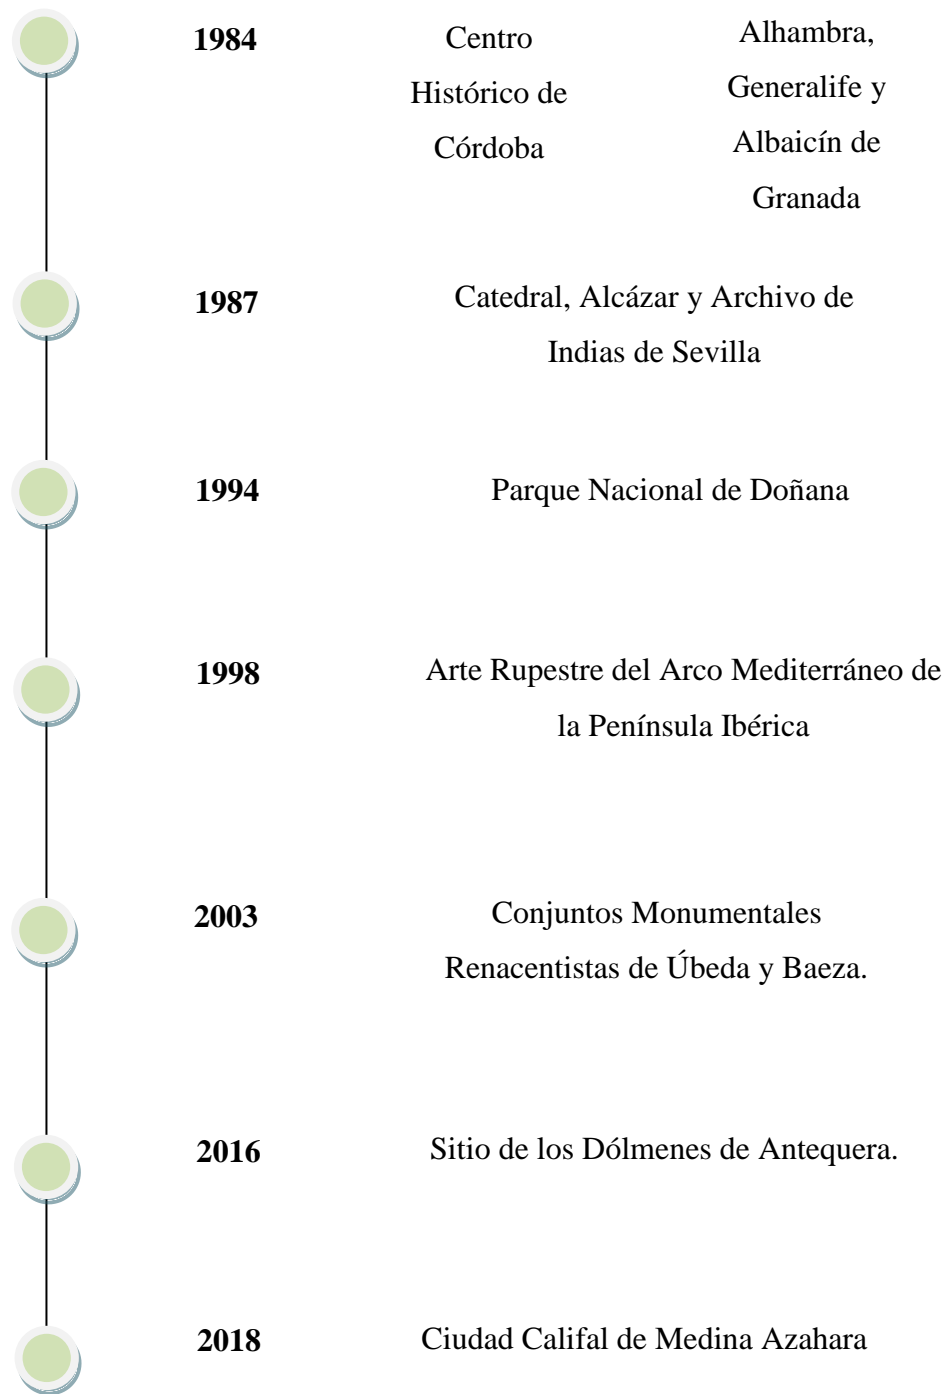 1984
Centro
Histórico de
Córdoba
Alhambra,
Generalife y
Albaicín de
Granada
1987
Catedral, Alcázar y Archivo de
Indias de Sevilla
1994
Parque Nacional de Doñana
1998
Arte Rupestre del Arco Mediterráneo de
la Península Ibérica
2003
Conjuntos Monumentales
Renacentistas de Úbeda y Baeza.
2016
Sitio de los Dólmenes de Antequera.
2018
Ciudad Califal de Medina Azahara